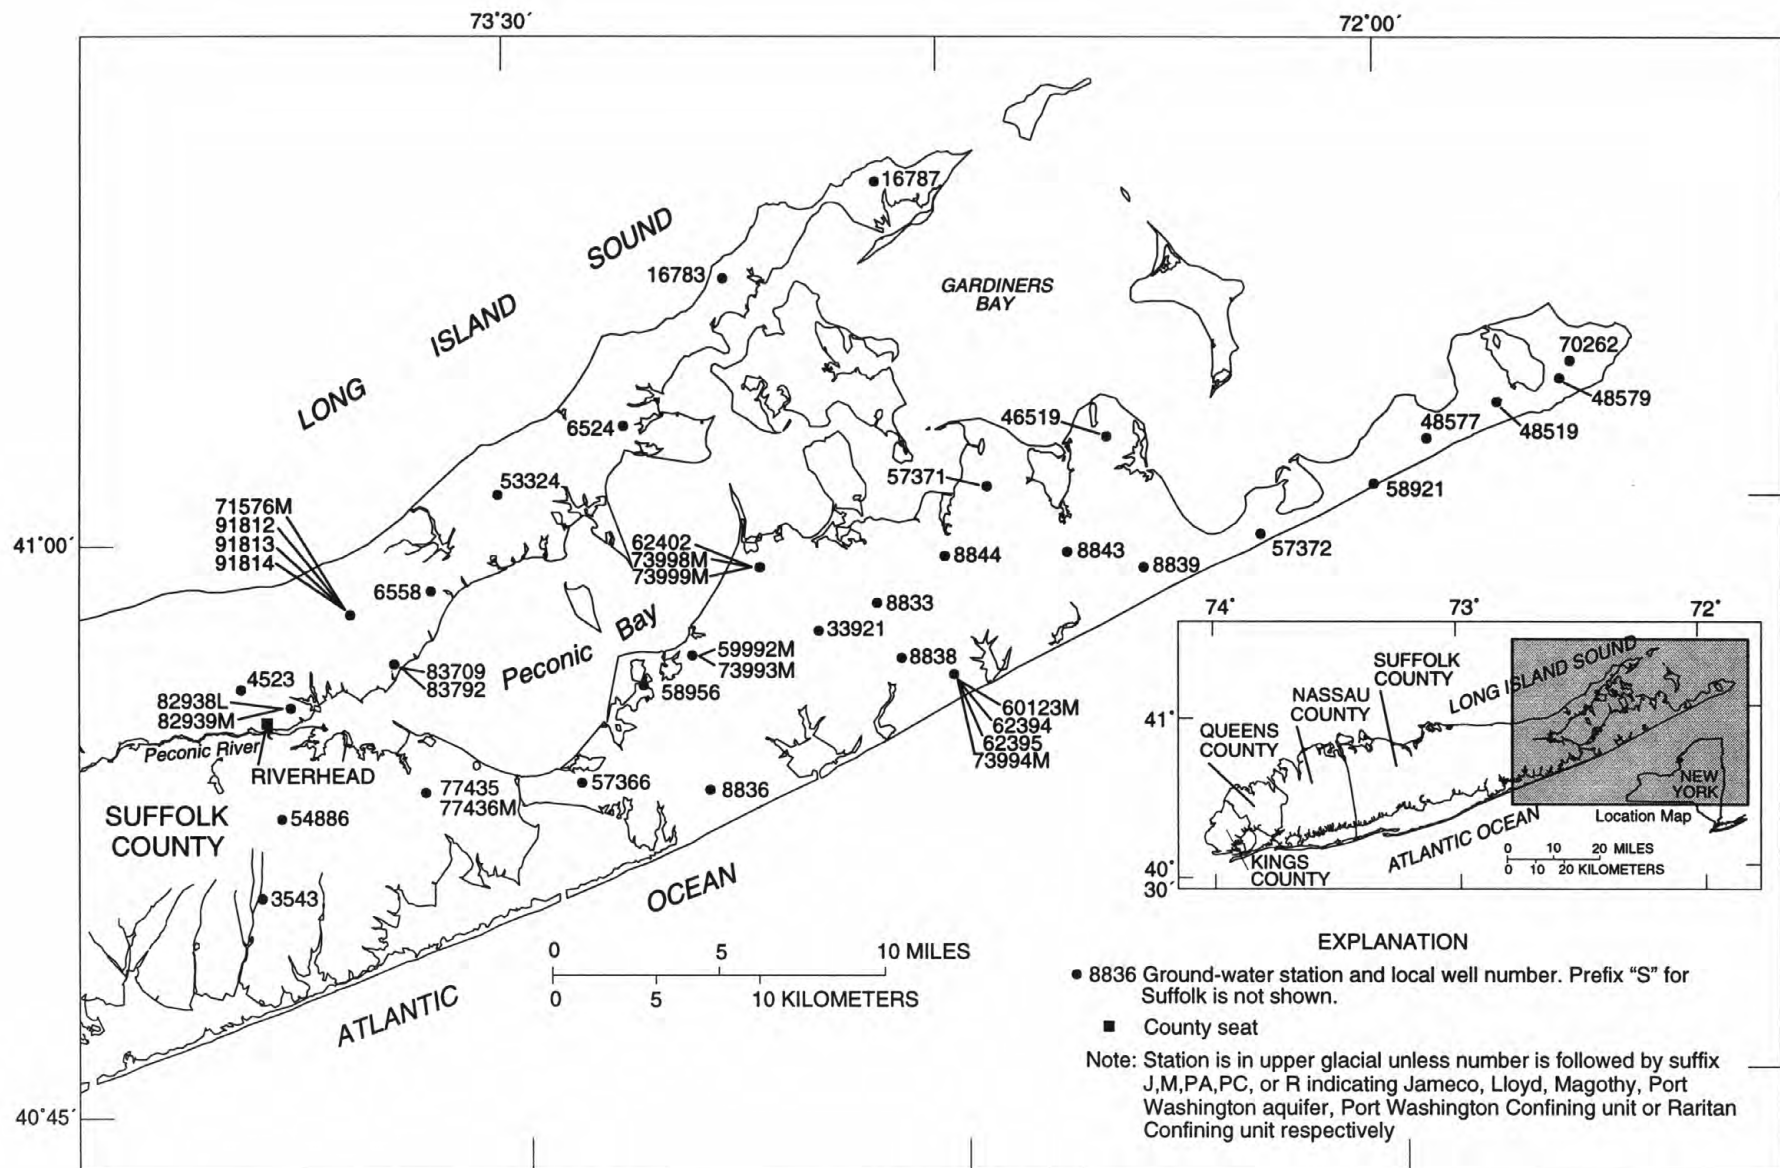 73°30′
72°00′
16787
LONG ISLAND SOUND
16783
GARDINERS
BAY
70262
48579
48519
48577
46519
6524
57371
58921
53324
71576M
91812
91813
91814
41°00′
62402
73998M
73999M
8844
8843
8839
57372
6558
8833
33921
Peconic Bay
59992M
73993M
8838
58956
83709
83792
4523
82938L
82939M
60123M
62394
62395
73994M
Peconic River
RIVERHEAD
77435
77436M
57366
8836
54886
SUFFOLK
COUNTY
3543
ATLANTIC OCEAN
0 5 10 MILES
0 5 10 KILOMETERS
40°45′
74°
73°
72°
SUFFOLK
COUNTY
LONG ISLAND SOUND
NASSAU
COUNTY
41°
QUEENS
COUNTY
NEW
YORK
Location Map
ATLANTIC OCEAN
KINGS
COUNTY
40°
30′
0 10 20 MILES
0 10 20 KILOMETERS
EXPLANATION
8836 Ground-water station and local well number. Prefix “S” for
Suffolk is not shown.
County seat
Note: Station is in upper glacial unless number is followed by suffix
J,M,PA,PC, or R indicating Jameco, Lloyd, Magothy, Port
Washington aquifer, Port Washington Confining unit or Raritan
Confining unit respectively